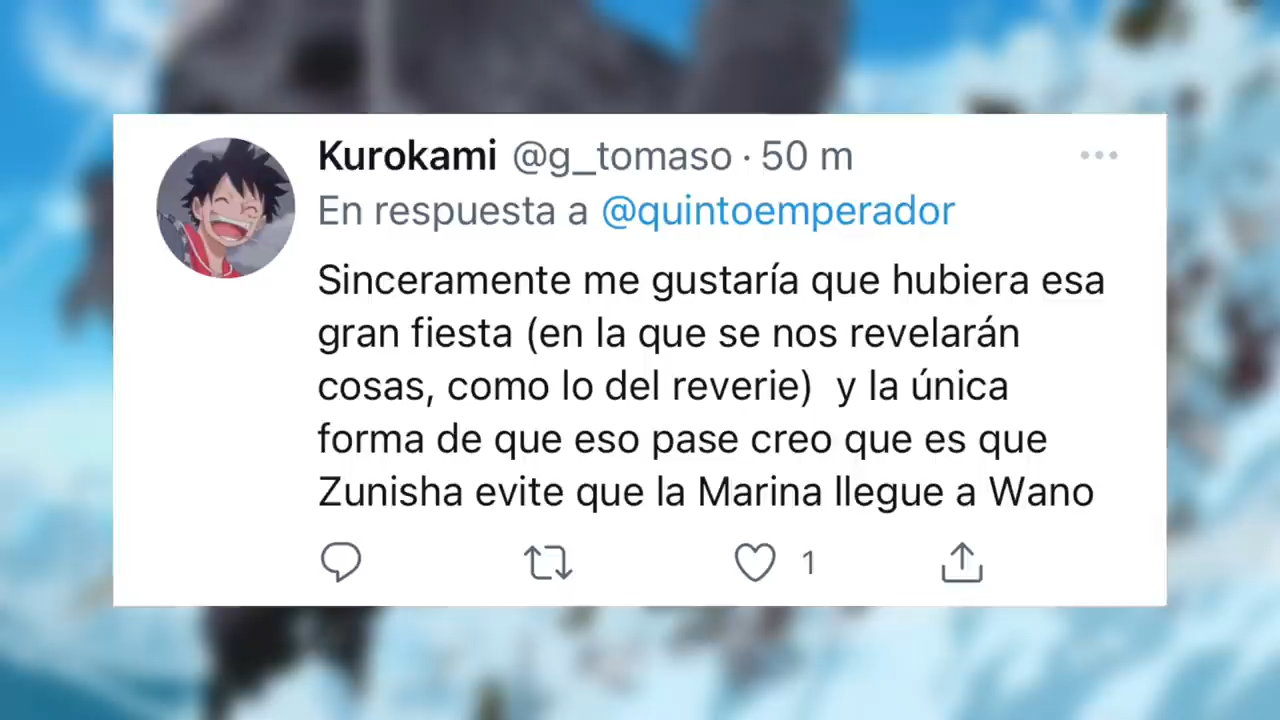 Kurokami @g_tomaso · 50 m
En respuesta a @quintoemperador
Sinceramente me gustaría que hubiera esa
gran fiesta (en la que se nos revelarán
cosas, como lo del reverie)  y la única
forma de que eso pase creo que es que
Zunisha evite que la Marina llegue a Wano
1